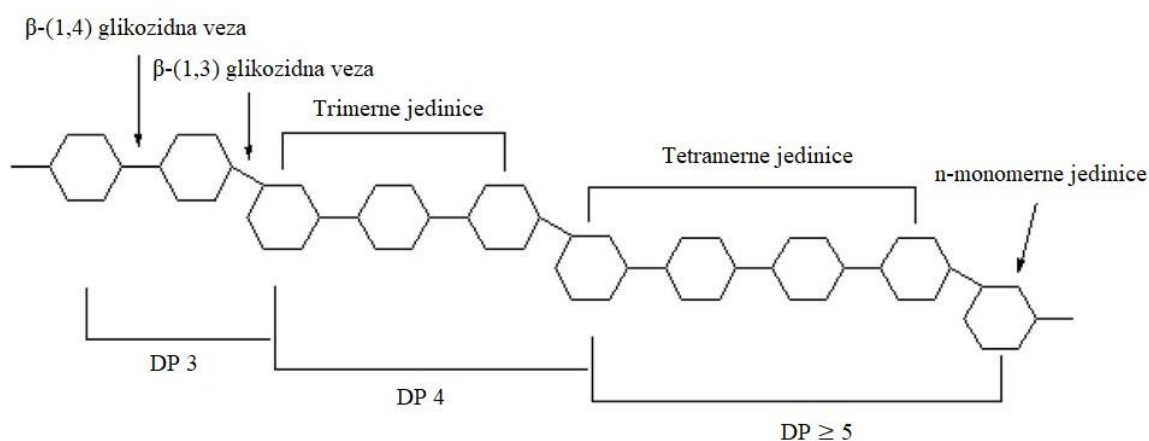 β-(1,4) glikozidna veza
β-(1,3) glikozidna veza
Trimerne jedinice
Tetramerne jedinice
n-monomerne jedinice
DP 3
DP 4
DP ≥ 5